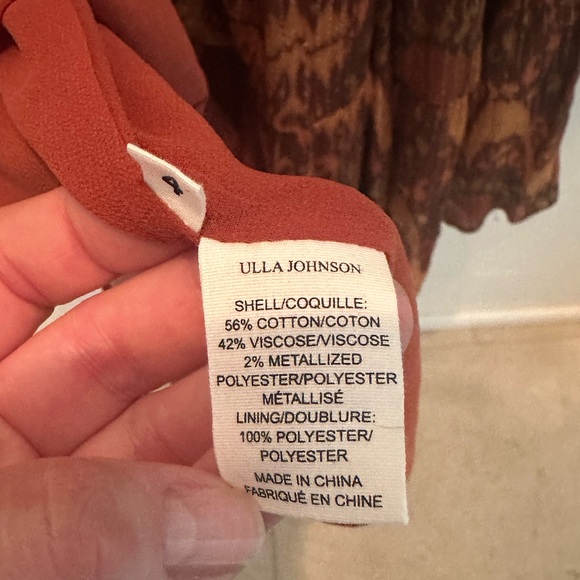 4
ULLA JOHNSON
SHELL/COQUILLE:
56% COTTON/COTON
42% VISCOSE/VISCOSE
2% METALLIZED
POLYESTER/POLYESTER
MÉTALLISÉ
LINING/DOUBLURE:
100% POLYESTER/
POLYESTER
MADE IN CHINA
FABRIQUÉ EN CHINE